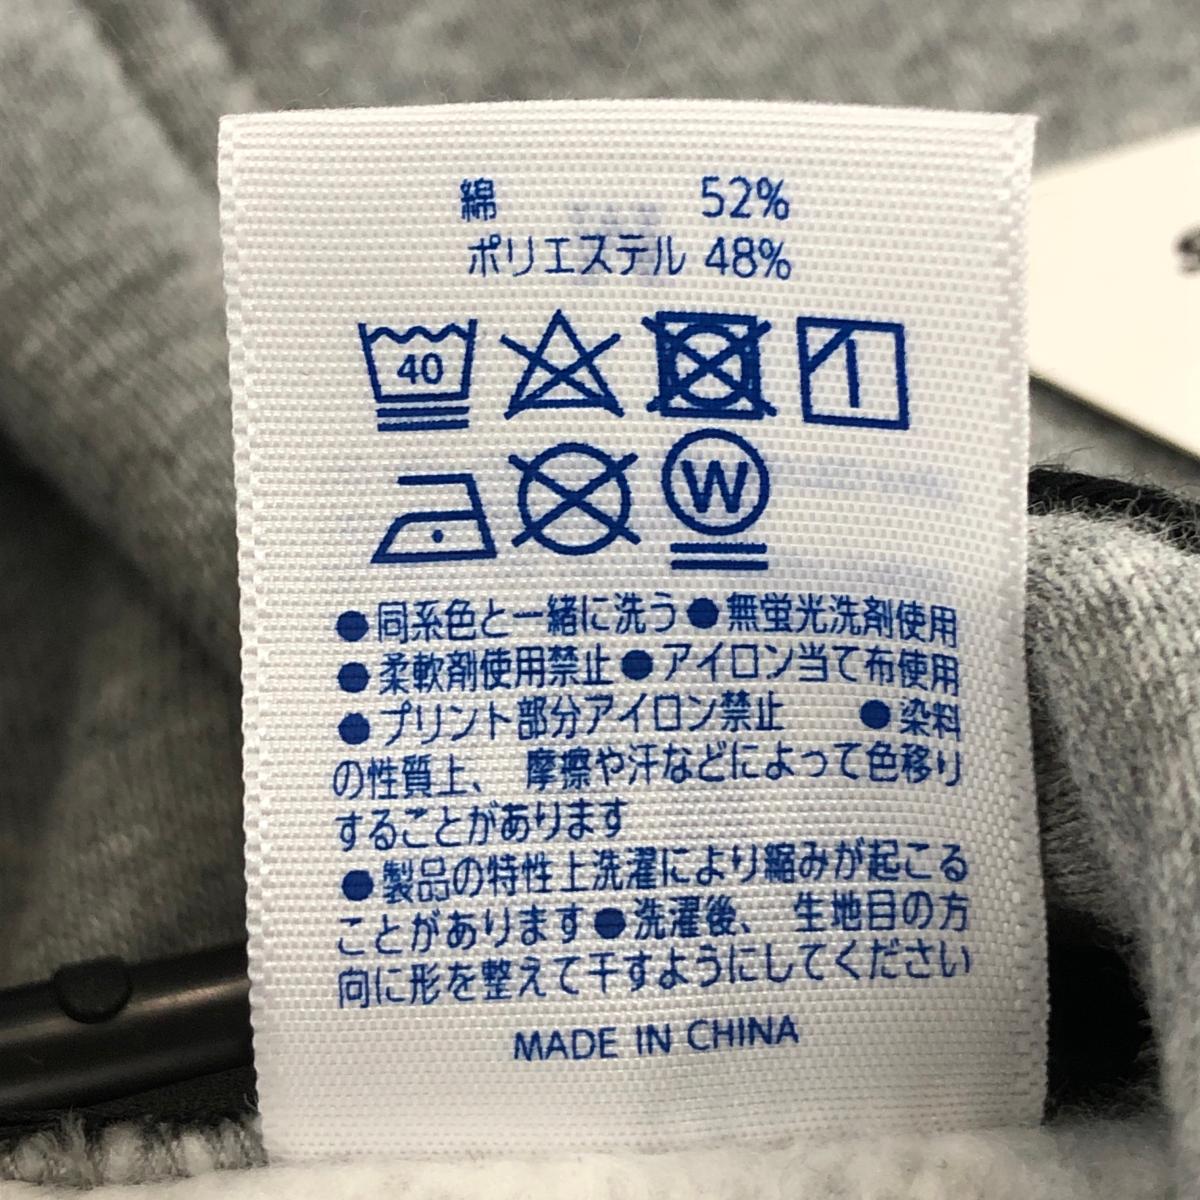 綿 52%
ポリエステル 48%
40
W
●同系色と一緒に洗う●無蛍光洗剤使用
●柔軟剤使用禁止●アイロン当て布使用
●プリント部分アイロン禁止 ●染料
の性質上、 摩擦や汗などによって色移り
することがあります
●製品の特性上洗濯により縮みが起こる
ことがあります●洗濯後、 生地目の方
向に形を整えて干すようにしてください
MADE IN CHINA